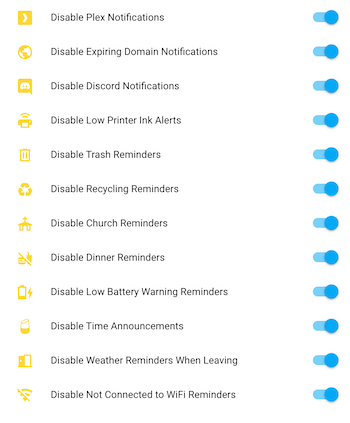 Disable Plex Notifications
Disable Expiring Domain Notifications
Disable Discord Notifications
Disable Low Printer Ink Alerts
Disable Trash Reminders
Disable Recycling Reminders
Disable Church Reminders
Disable Dinner Reminders
Disable Low Battery Warning Reminders
Disable Time Announcements
Disable Weather Reminders When Leaving
Disable Not Connected to WiFi Reminders